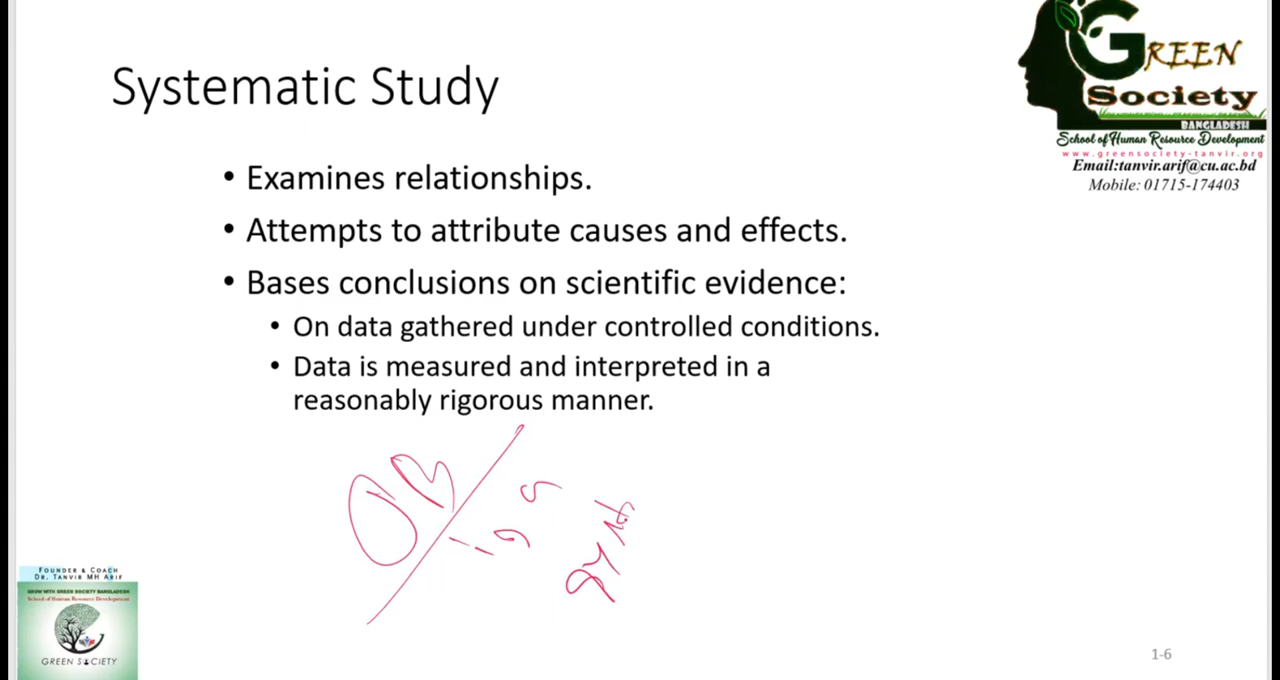 Systematic Study
GREEN
Society
BANGLADESH
School of Human Resource Development
www.greensociety-tanvir.org
Email:tanvir.arif@cu.ac.bd
Mobile: 01715-174403
• Examines relationships.
• Attempts to attribute causes and effects.
• Bases conclusions on scientific evidence:
• On data gathered under controlled conditions.
• Data is measured and interpreted in a
reasonably rigorous manner.
OB
is a
FOUNDER & COACH
DR. TANVIR MH ARIF
GROW WITH GREEN SOCIETY BANGLADESH
School of Human Resource Development
GREEN SOCIETY
1-6